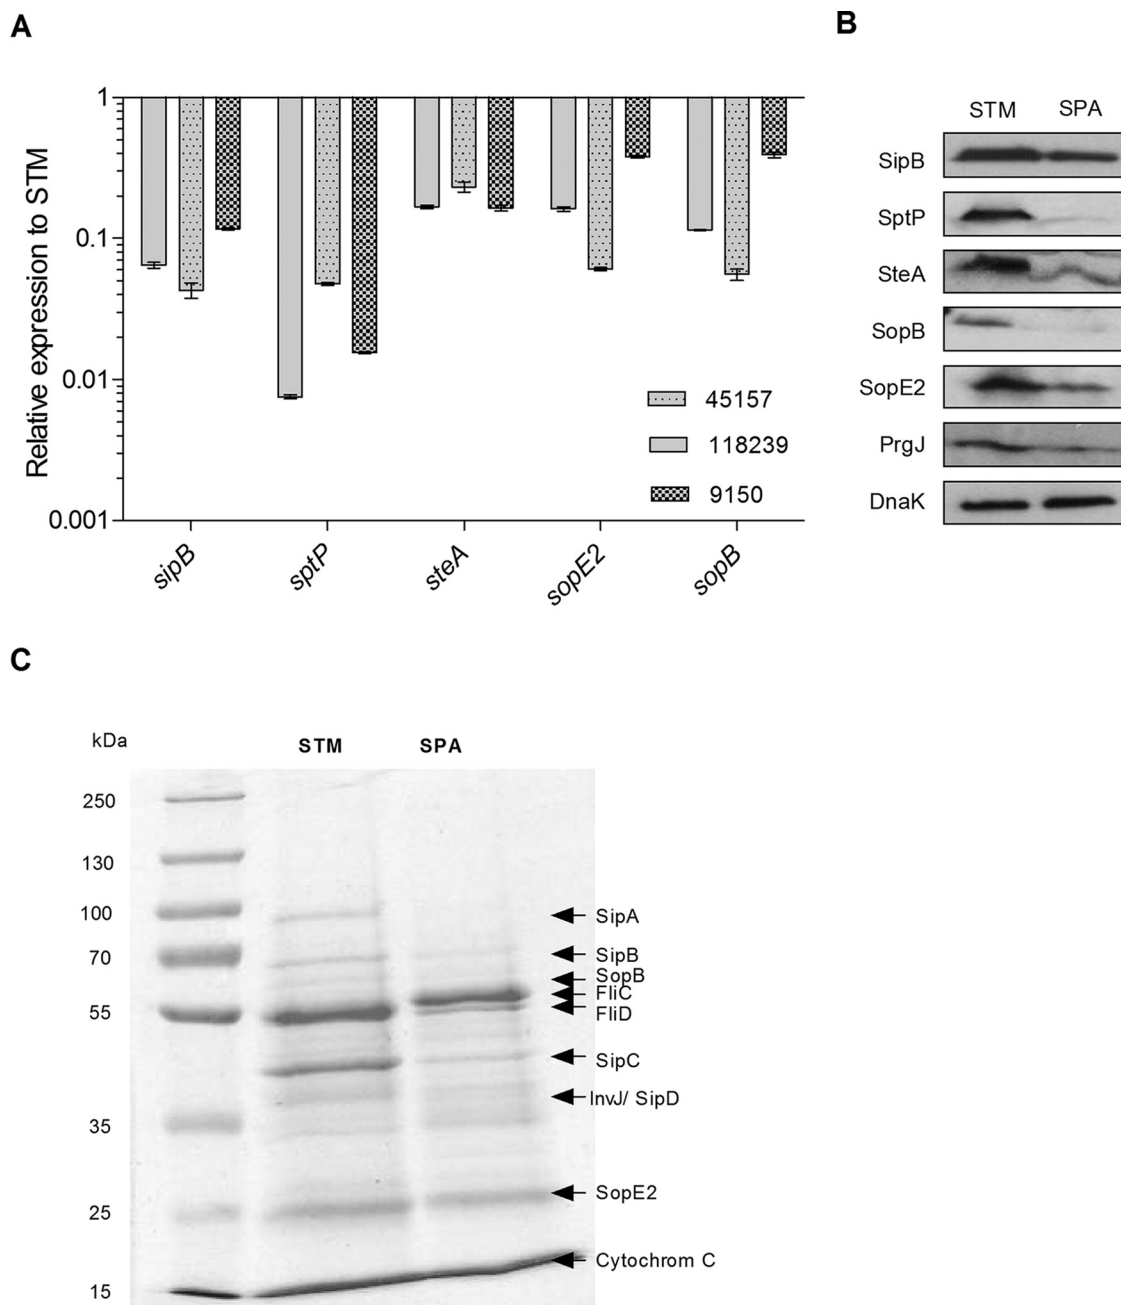 A
Relative expression to STM
1
0.1
0.01
0.001
45157
118239
9150
sipB
sptP
steA
sopE2
sopB
B
STM SPA
SipB
SptP
SteA
SopB
SopE2
PrgJ
DnaK
C
kDa STM SPA
250
130
100
70
55
35
25
15
SipA
SipB
SopB
FliC
FliD
SipC
InvJ/ SipD
SopE2
Cytochrom C